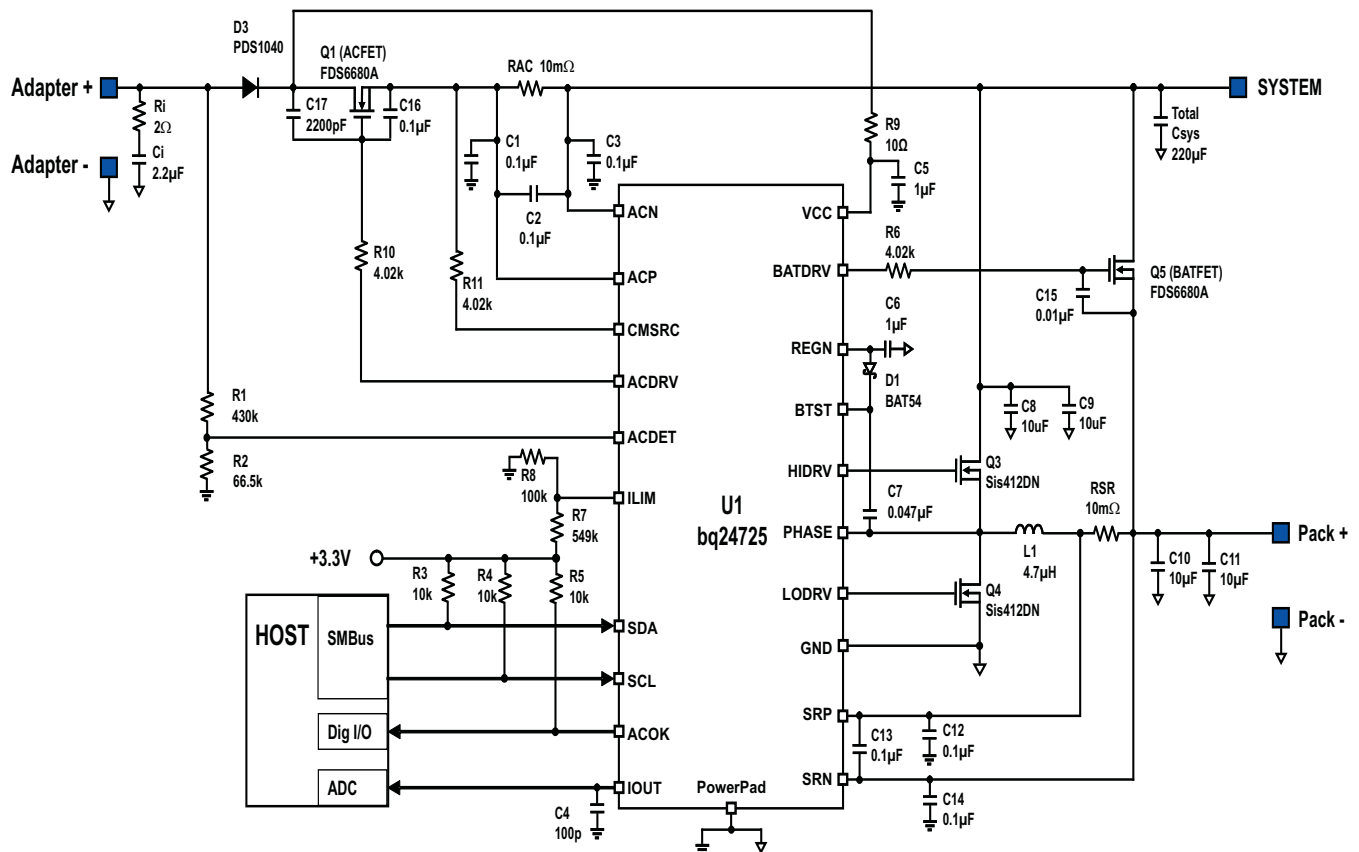 D3
PDS1040
Q1 (ACFET)
FDS6680A
RAC 10mΩ
Adapter +
SYSTEM
Ri
2Ω
Ci
2.2µF
Adapter -
C17
2200pF
C16
0.1µF
C1
0.1µF
C3
0.1µF
C2
0.1µF
R9
10Ω
C5
1µF
Total
Csys
220µF
R10
4.02k
R11
4.02k
ACN
ACP
CMSRC
ACDRV
ACDET
ILIM
SDA
SCL
ACOK
IOUT
U1
bq24725
PowerPad
VCC
BATDRV
REGN
BTST
HIDRV
PHASE
LODRV
GND
SRP
SRN
R6
4.02k
C6
1µF
C15
0.01µF
Q5 (BATFET)
FDS6680A
D1
BAT54
C8
10uF
C9
10uF
R1
430k
R2
66.5k
R8
100k
R7
549k
C7
0.047µF
Q3
Sis412DN
RSR
10mΩ
L1
4.7µH
Pack +
C10
10µF
C11
10µF
Q4
Sis412DN
Pack -
+3.3V
R3
10k
R4
10k
R5
10k
HOST
SMBus
Dig I/O
ADC
C4
100p
C13
0.1µF
C12
0.1µF
C14
0.1µF